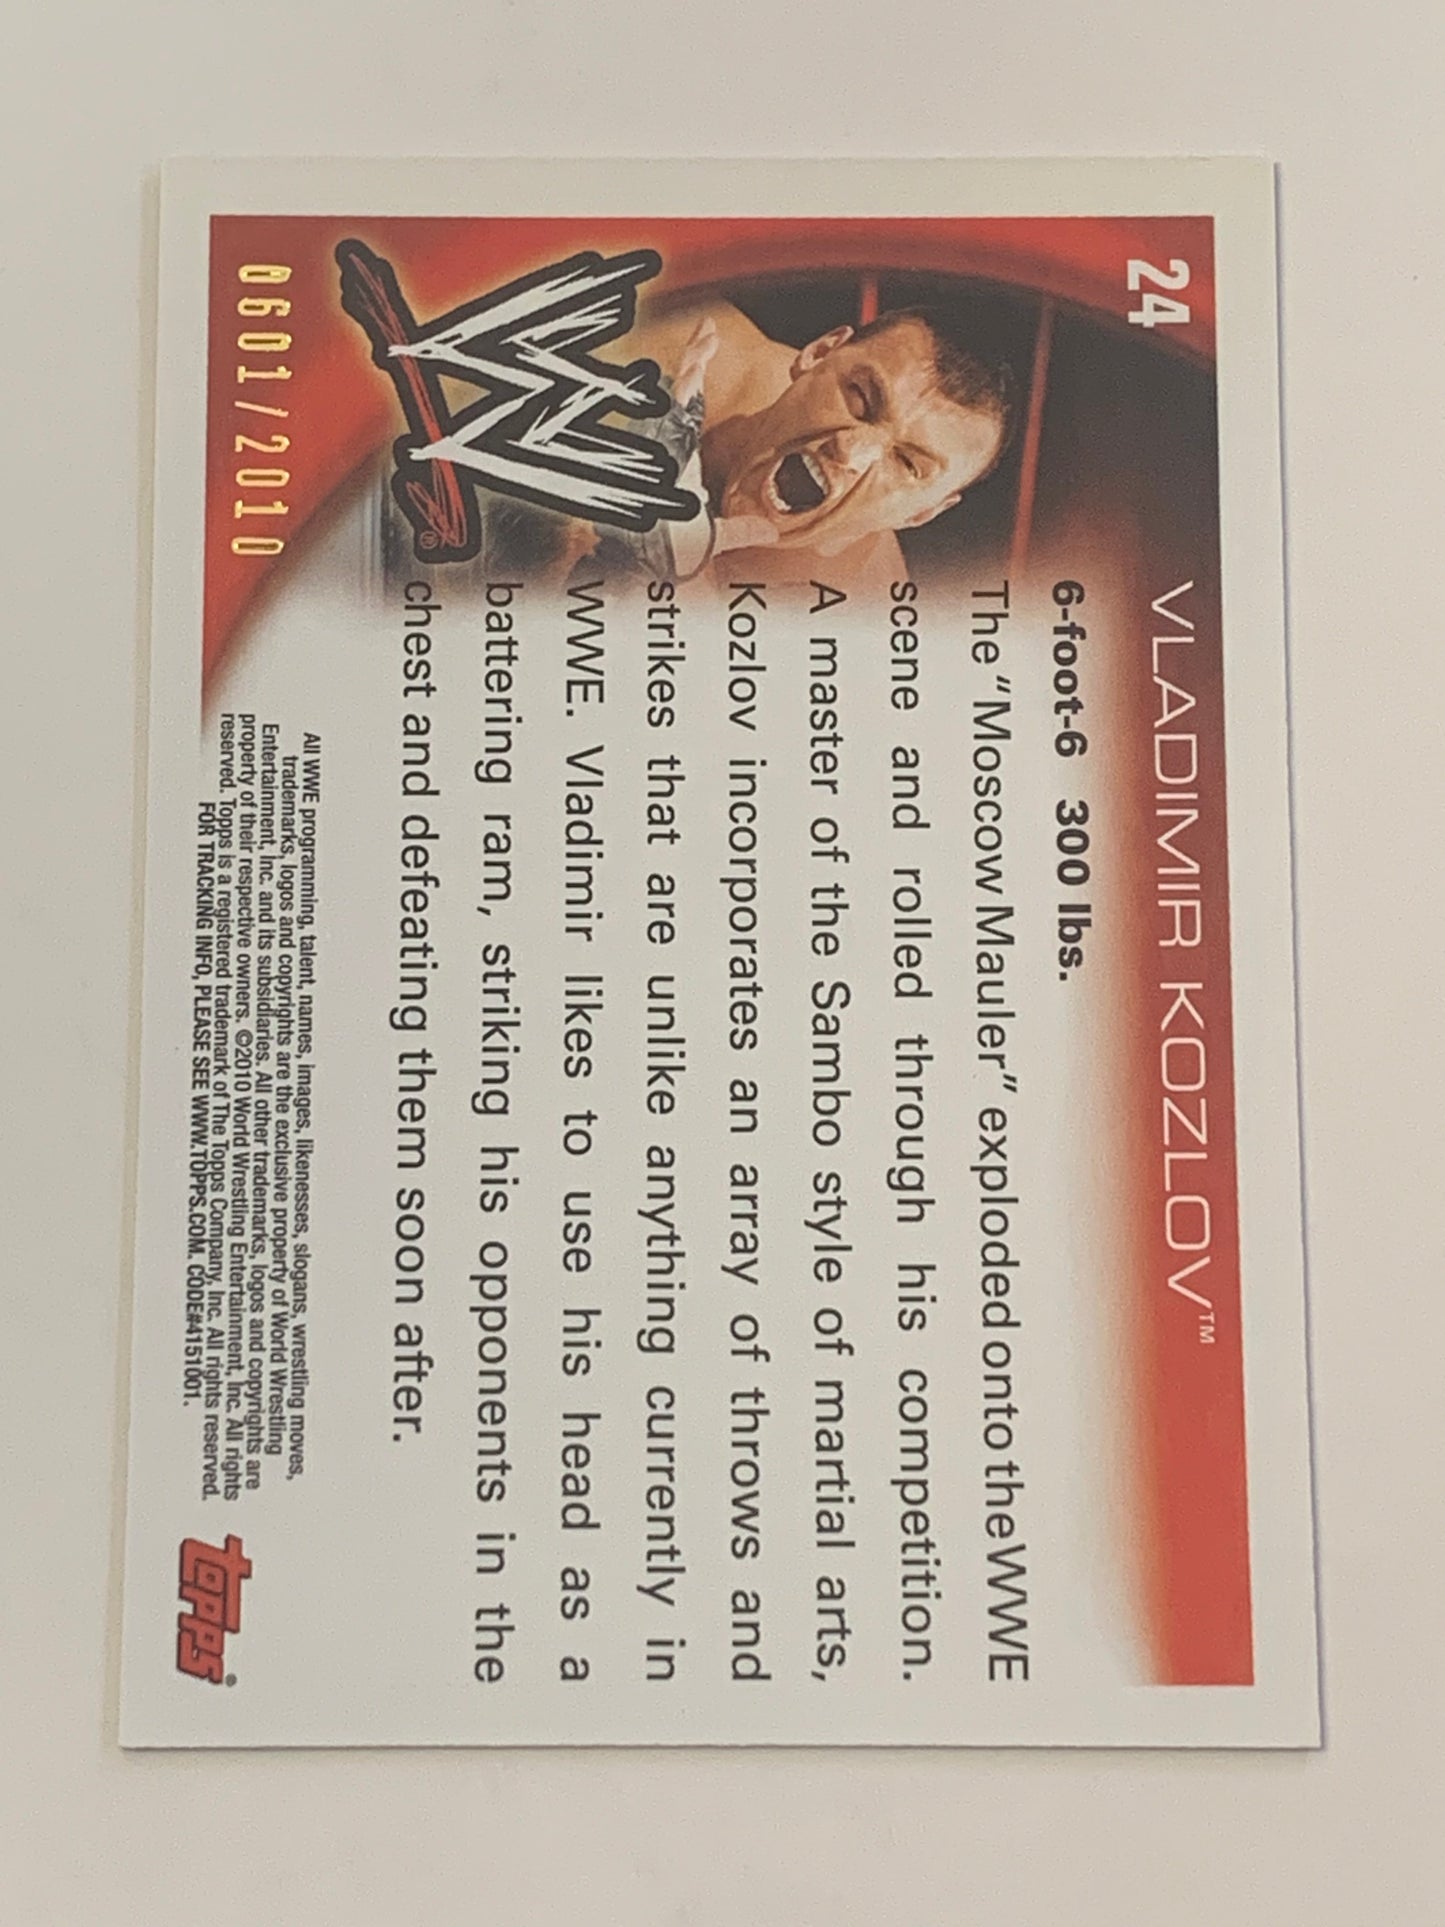 24
VLADIMIR KOZLOV™
6-foot-6 300 lbs.
The “Moscow Mauler” exploded onto the WWE
scene and rolled through his competition.
A master of the Sambo style of martial arts,
Kozlov incorporates an array of throws and
strikes that are unlike anything currently in
WWE. Vladimir likes to use his head as a
battering ram, striking his opponents in the
chest and defeating them soon after.
W®
0601/2010
All WWE programming, talent, names, images, likenesses, slogans, wrestling moves,
trademarks, logos and copyrights are the exclusive property of World Wrestling
Entertainment, Inc. and its subsidiaries. All other trademarks, logos and copyrights are
property of their respective owners. ©2010 World Wrestling Entertainment, Inc. All rights
reserved. Topps is a registered trademark of The Topps Company, Inc. All rights reserved.
FOR TRACKING INFO, PLEASE SEE WWW.TOPPS.COM. CODE#4151001.
topps®